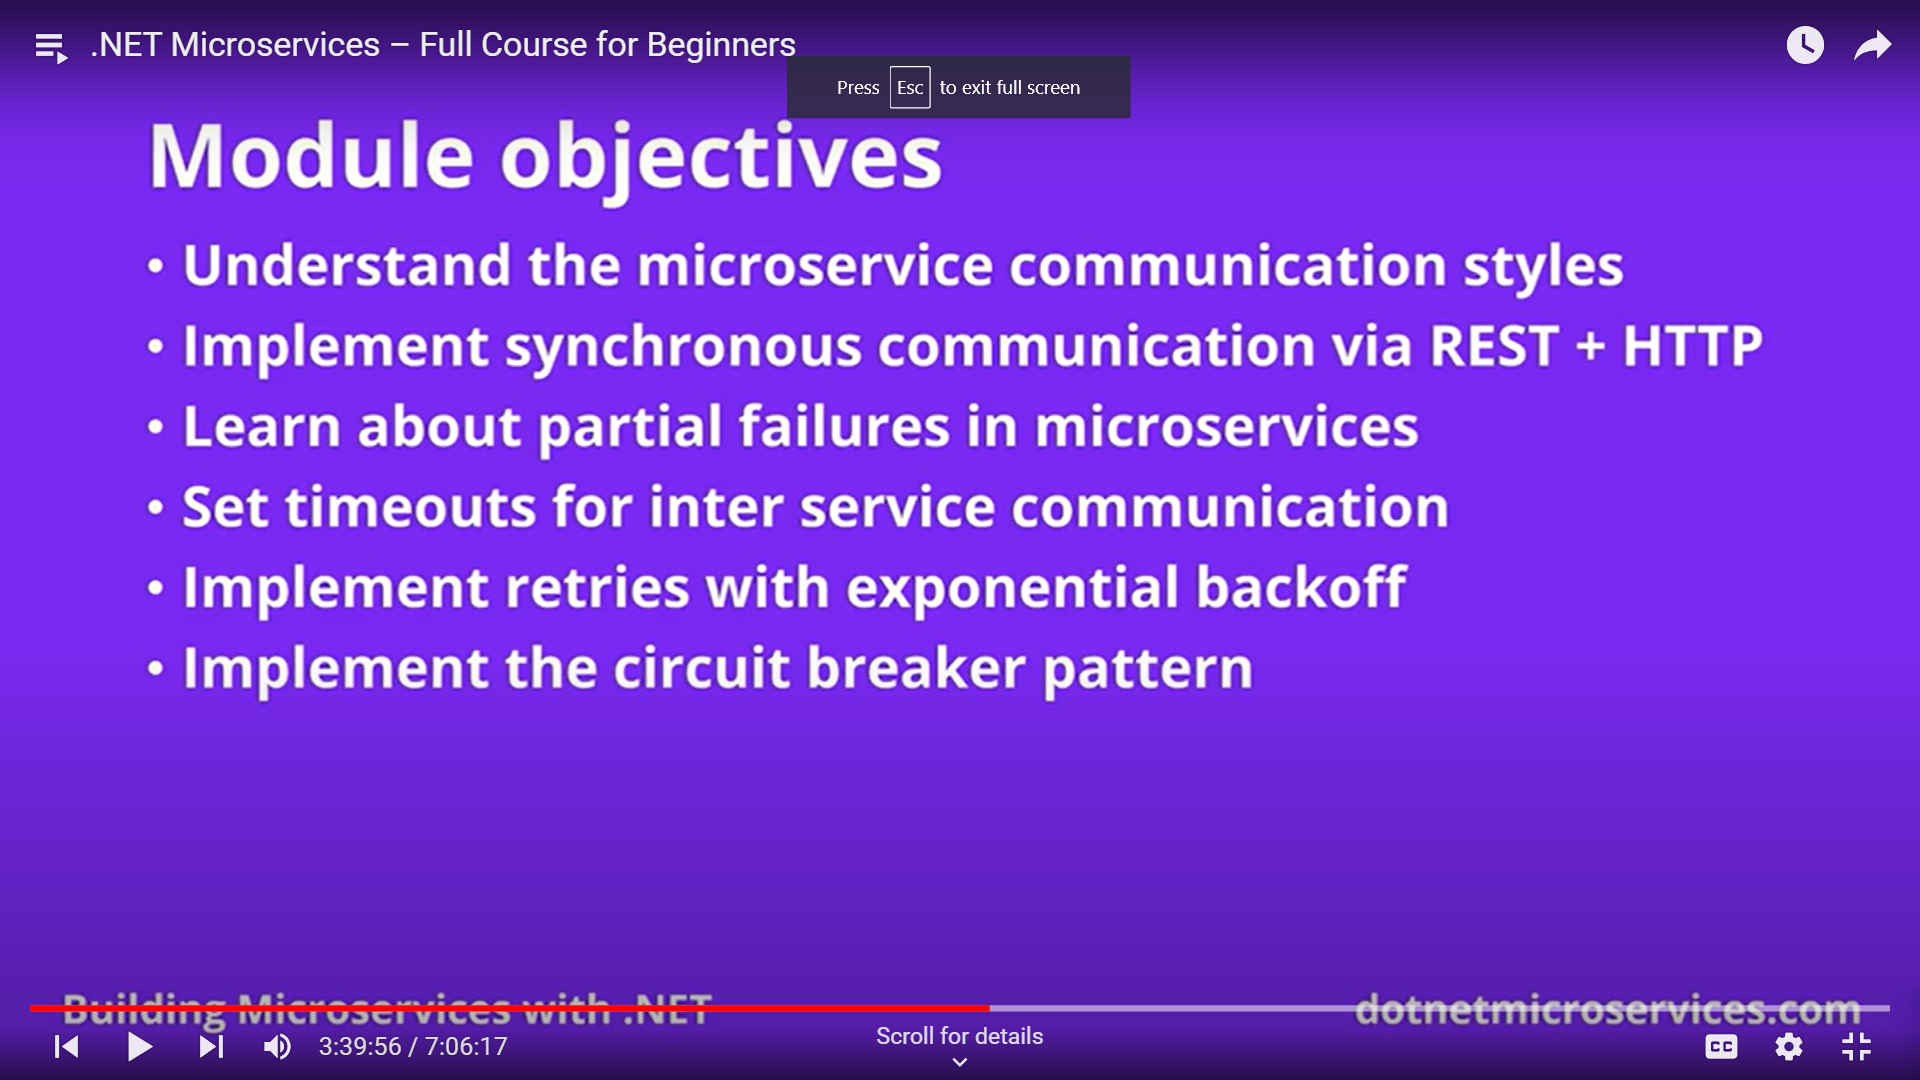 .NET Microservices – Full Course for Beginners
Press Esc to exit full screen
Module objectives
• Understand the microservice communication styles
• Implement synchronous communication via REST + HTTP
• Learn about partial failures in microservices
• Set timeouts for inter service communication
• Implement retries with exponential backoff
• Implement the circuit breaker pattern
Building Microservices with .NET
dotnetmicroservices.com
3:39:56 / 7:06:17
Scroll for details
CC